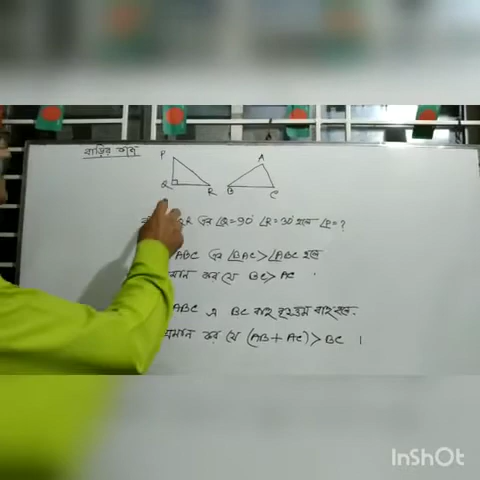 বাড়ির কাজ
P
A
Q
R
B
C
QR এর ∠Q=90° ∠R=30° হলে ∠P=?
ABC এর ∠BAC>∠ABC হলে
প্রমান কর যে BC>AC
ABC এ BC বাহু বৃহত্তম বাহু হলে.
প্রমান কর যে (AB+AC)>BC।
InShOt